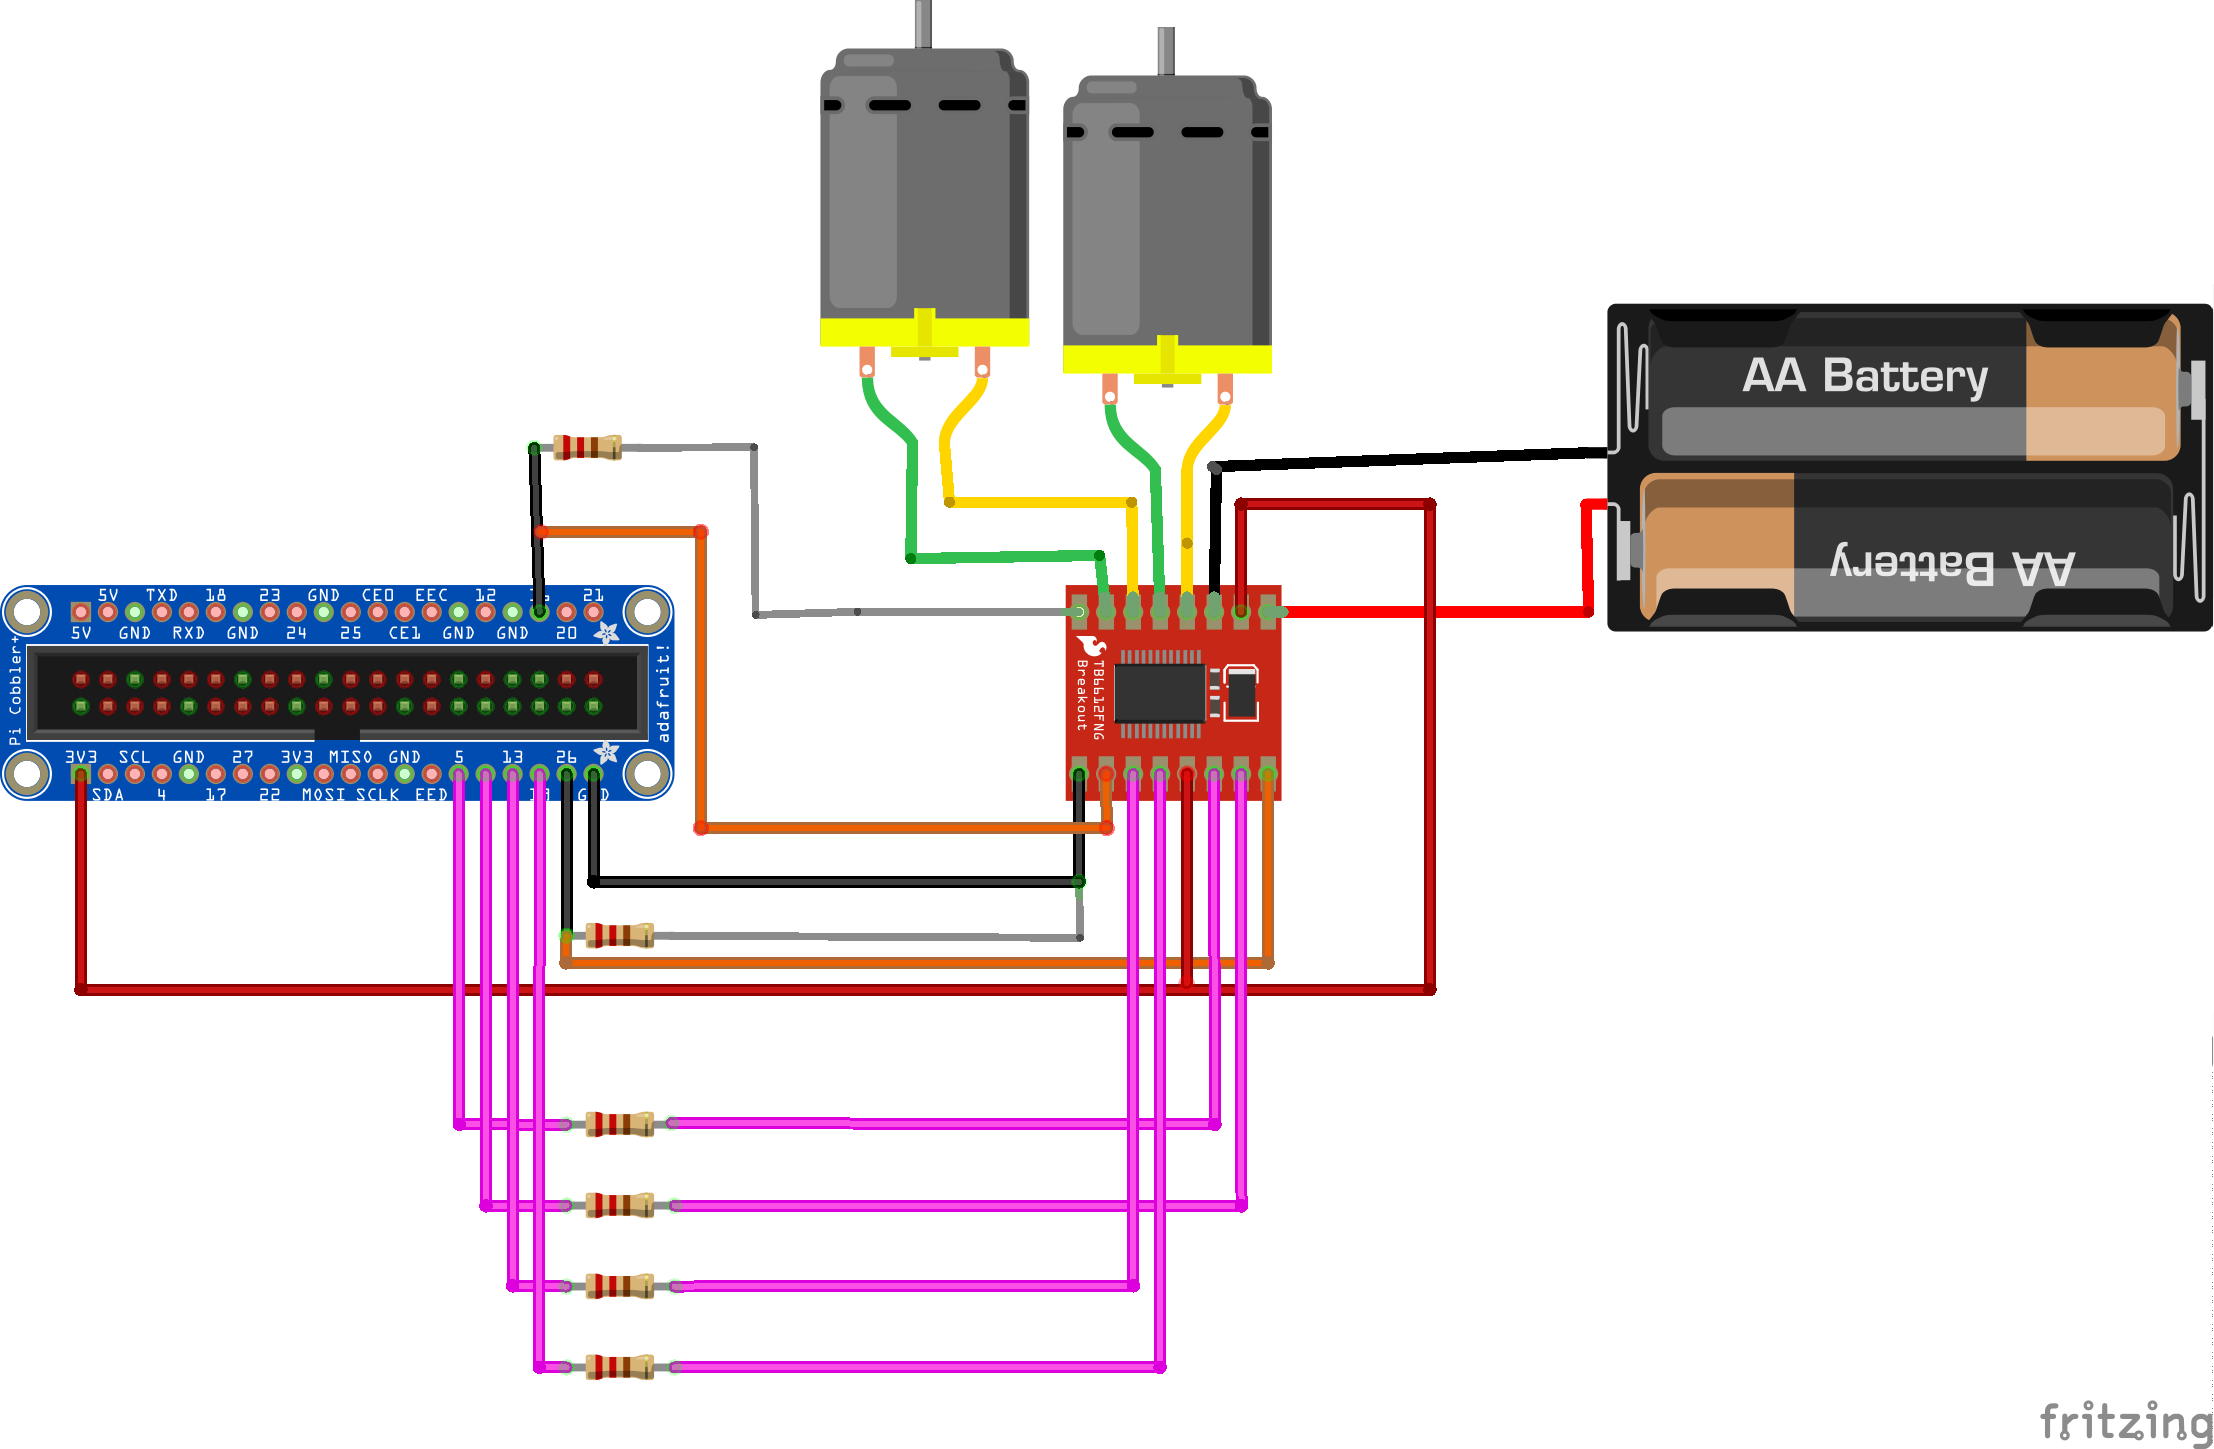 AA Battery
AA Battery
5V TXD 18 23 GND CE0 EEC 12 16 21
5V GND RXD GND 24 25 CE1 GND GND 20
Pi Cobbler+
adafruit!
3V3 SCL GND 27 3V3 MISO GND 5 13 26
SDA 4 17 22 MOSI SCLK EED
TB6612FNG
Breakout
fritzing